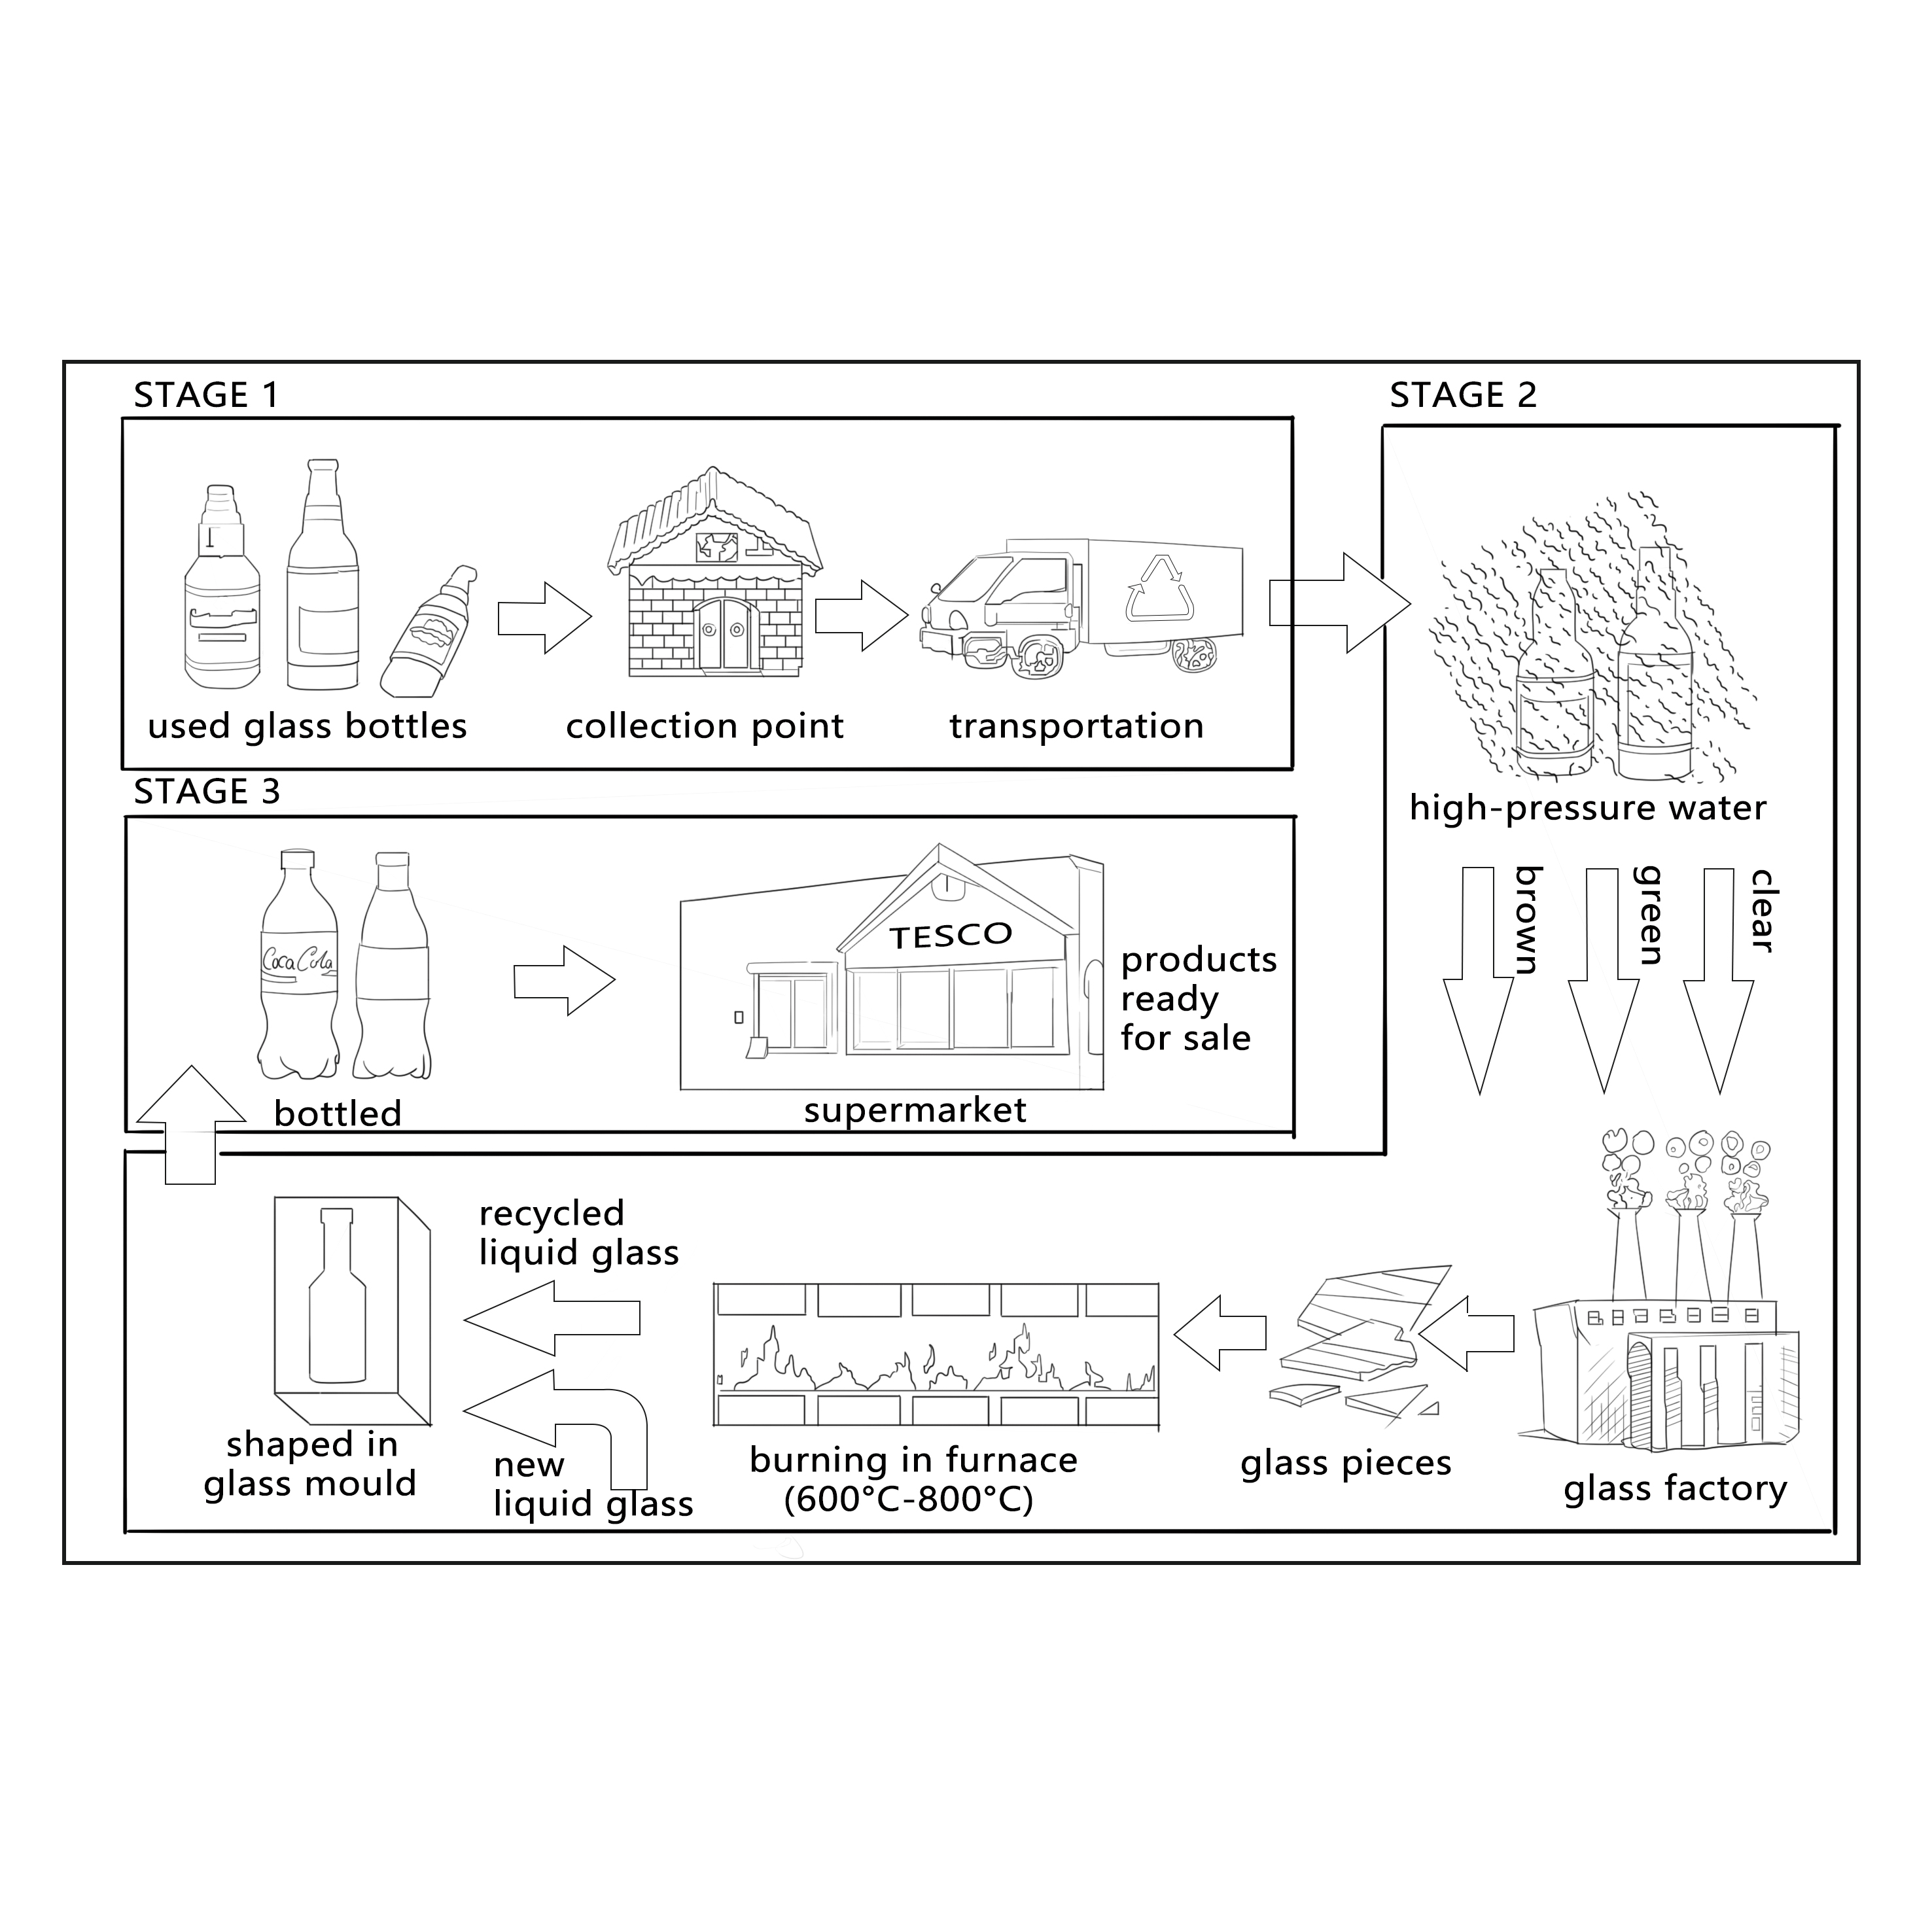 STAGE 1
used glass bottles
collection point
transportation
STAGE 2
high-pressure water
brown
green
clear
glass factory
glass pieces
burning in furnace
(600°C-800°C)
recycled
liquid glass
new
liquid glass
shaped in
glass mould
STAGE 3
Coca Cola
bottled
TESCO
supermarket
products
ready
for sale